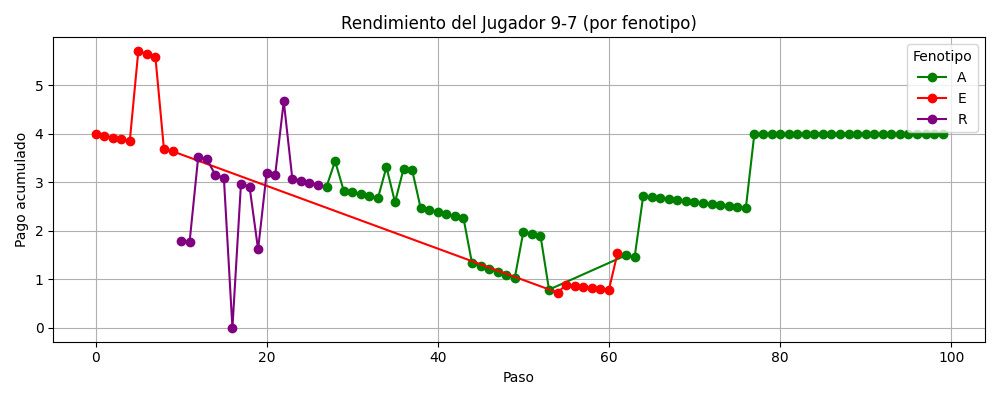 Rendimiento del Jugador 9-7 (por fenotipo)
Pago acumulado
5
4
3
2
1
0
Fenotipo
A
E
R
0 20 40 60 80 100
Paso